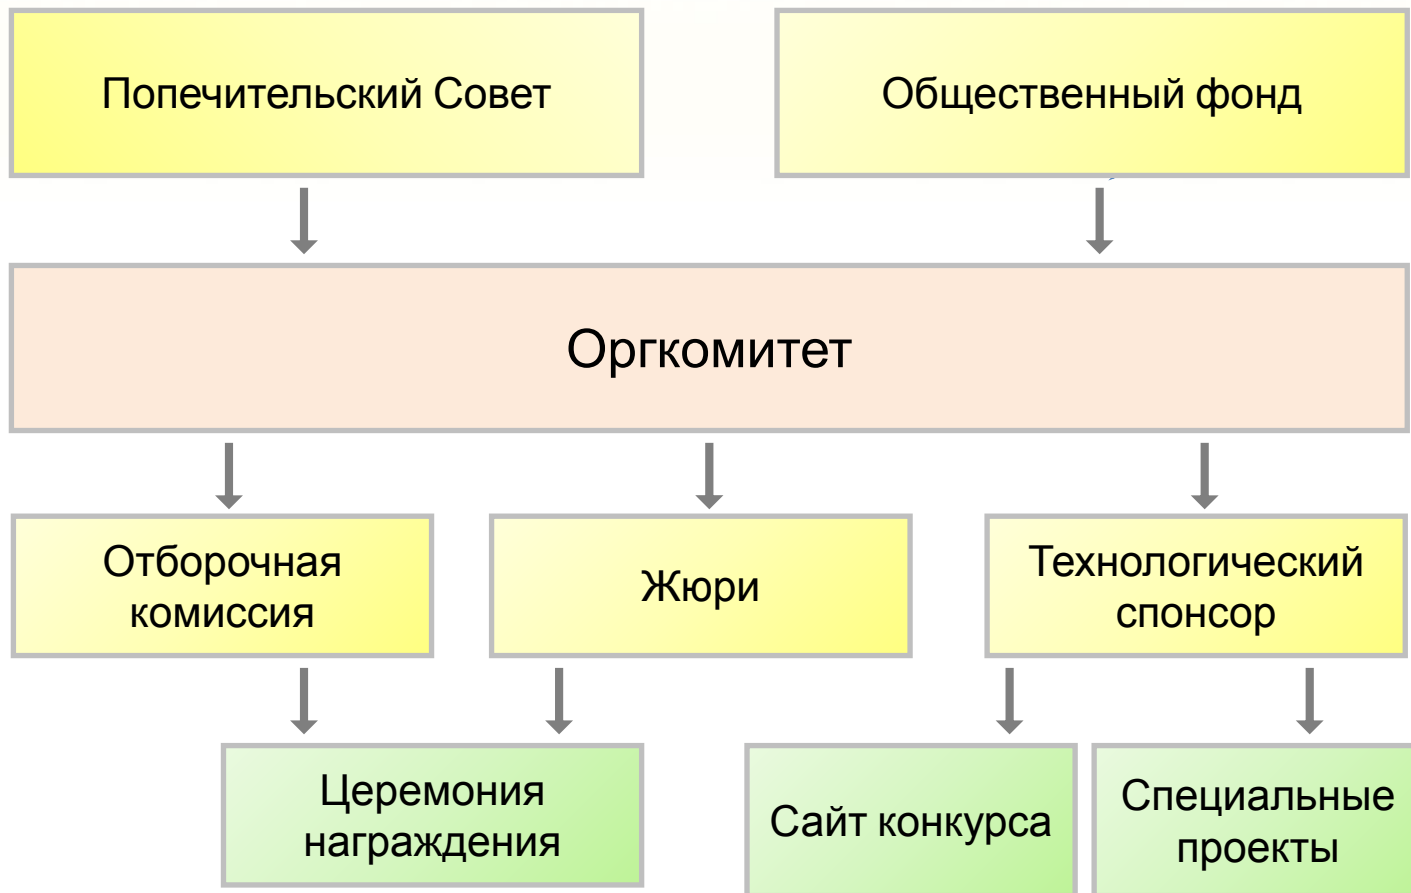 Попечительский Совет
Общественный фонд
Оргкомитет
Отборочная
комиссия
Жюри
Технологический
спонсор
Церемония
награждения
Сайт конкурса
Специальные
проекты